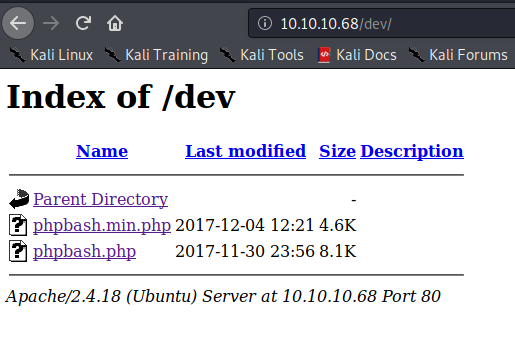 10.10.10.68/dev/
Kali Linux Kali Training Kali Tools Kali Docs Kali Forums
Index of /dev
Name Last modified Size Description
Parent Directory -
phpbash.min.php 2017-12-04 12:21 4.6K
phpbash.php 2017-11-30 23:56 8.1K
Apache/2.4.18 (Ubuntu) Server at 10.10.10.68 Port 80